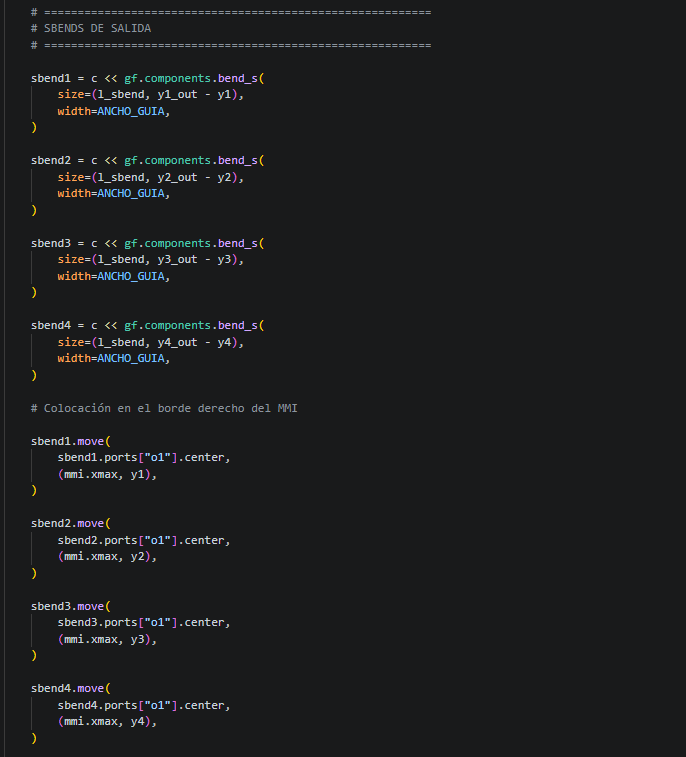 # ==========================================================
# SBENDS DE SALIDA
# ==========================================================
sbend1 = c << gf.components.bend_s(
size=(l_sbend, y1_out - y1),
width=ANCHO_GUIA,
)
sbend2 = c << gf.components.bend_s(
size=(l_sbend, y2_out - y2),
width=ANCHO_GUIA,
)
sbend3 = c << gf.components.bend_s(
size=(l_sbend, y3_out - y3),
width=ANCHO_GUIA,
)
sbend4 = c << gf.components.bend_s(
size=(l_sbend, y4_out - y4),
width=ANCHO_GUIA,
)
# Colocación en el borde derecho del MMI
sbend1.move(
sbend1.ports["o1"].center,
(mmi.xmax, y1),
)
sbend2.move(
sbend2.ports["o1"].center,
(mmi.xmax, y2),
)
sbend3.move(
sbend3.ports["o1"].center,
(mmi.xmax, y3),
)
sbend4.move(
sbend4.ports["o1"].center,
(mmi.xmax, y4),
)